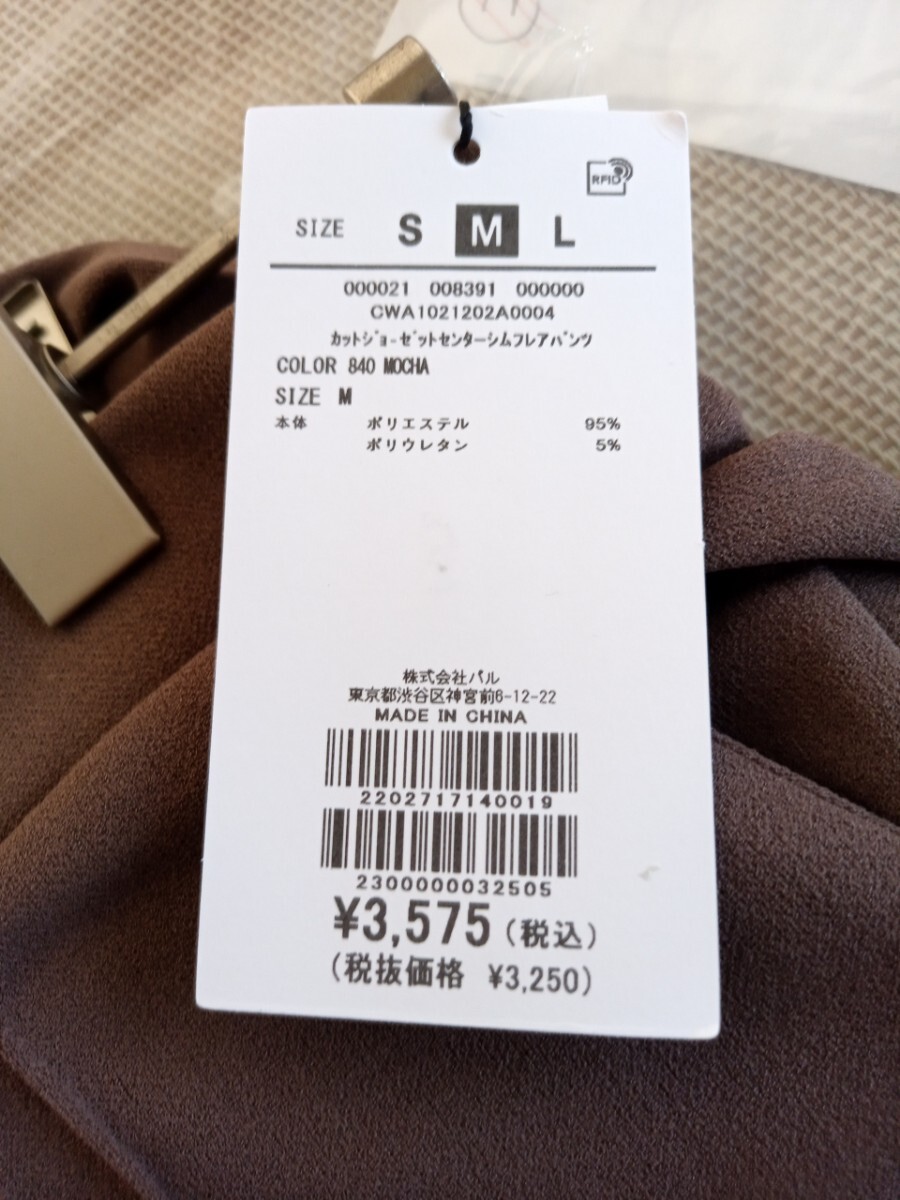 RFID
SIZE S M L
000021 008391 000000
CWA1021202A0004
ｶｯﾄｼﾞｮｰｾﾞｯﾄｾﾝﾀｰｼﾑﾌﾚｱﾊﾟﾝﾂ
COLOR 840 MOCHA
SIZE M
本体 ポリエステル 95%
ポリウレタン 5%
株式会社パル
東京都渋谷区神宮前6-12-22
MADE IN CHINA
2202717140019
2300000032505
¥3,575(税込)
(税抜価格 ¥3,250)